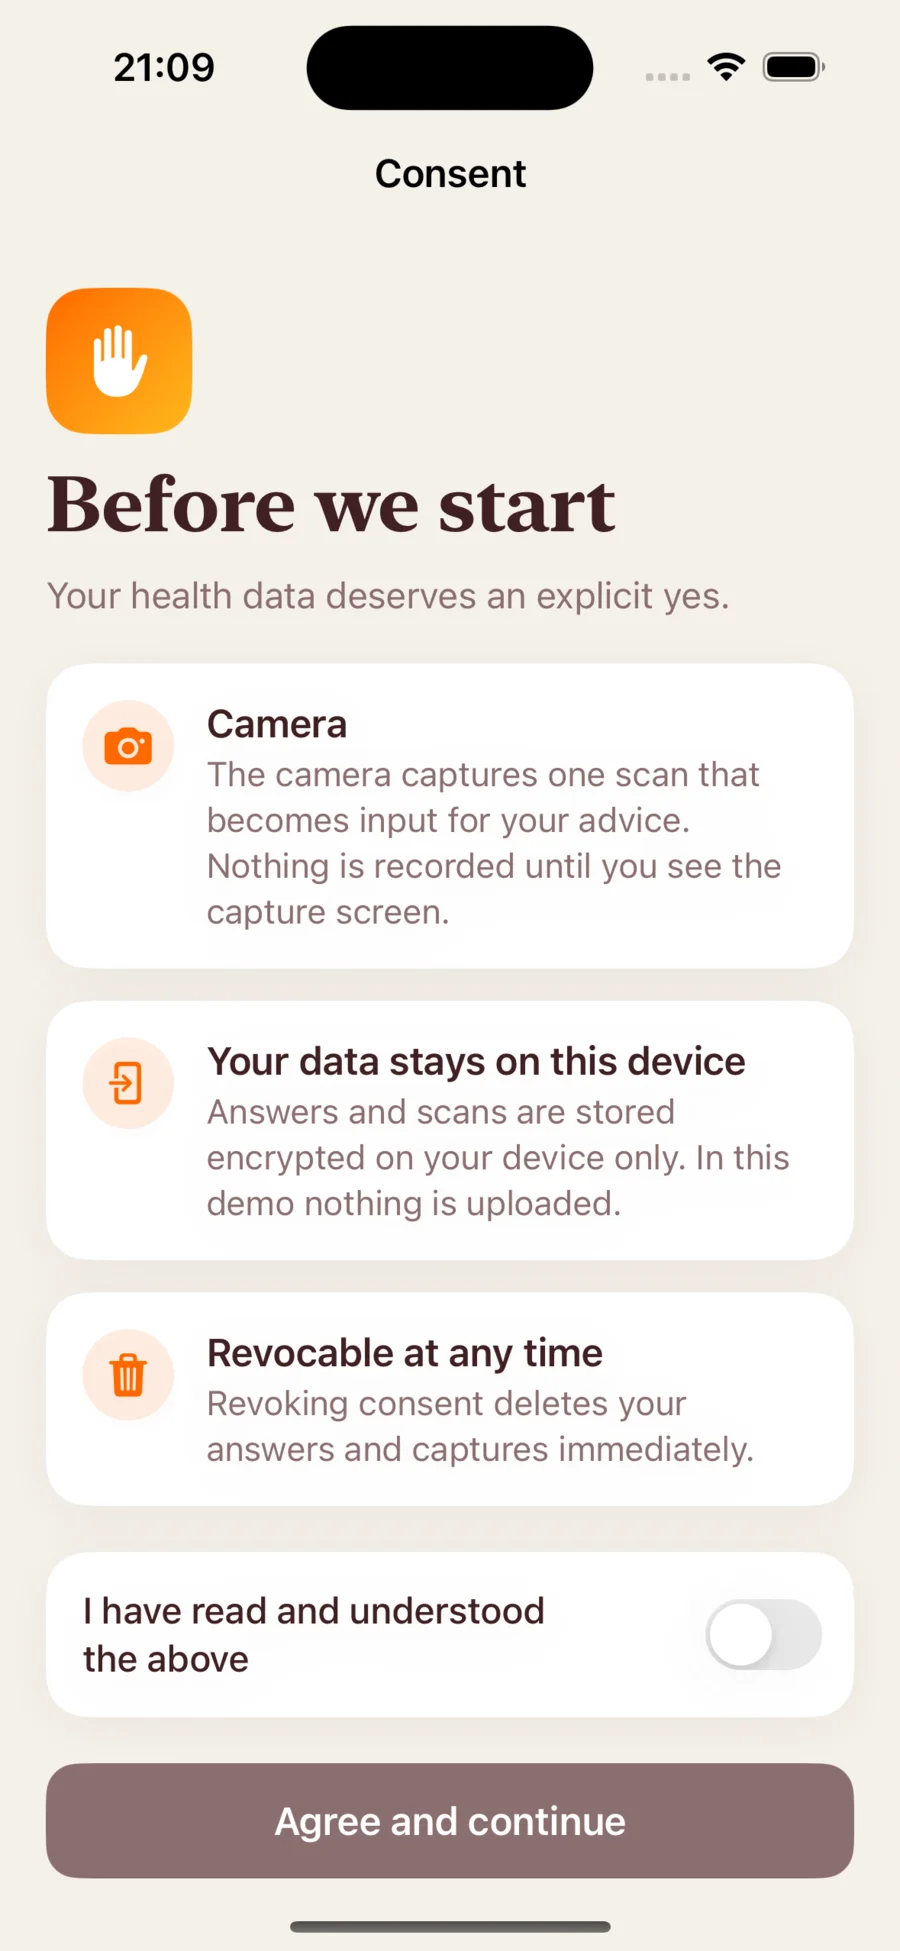 21:09
Consent
Before we start
Your health data deserves an explicit yes.
Camera
The camera captures one scan that
becomes input for your advice.
Nothing is recorded until you see the
capture screen.
Your data stays on this device
Answers and scans are stored
encrypted on your device only. In this
demo nothing is uploaded.
Revocable at any time
Revoking consent deletes your
answers and captures immediately.
I have read and understood
the above
Agree and continue